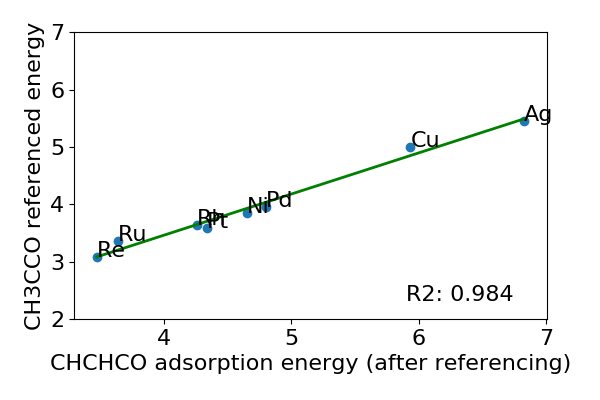 7
6
5
4
3
2
CH3CCO referenced energy
Ag
Cu
Pd
Ni
Rh
Pt
Ru
Re
R2: 0.984
4
5
6
7
CHCHCO adsorption energy (after referencing)